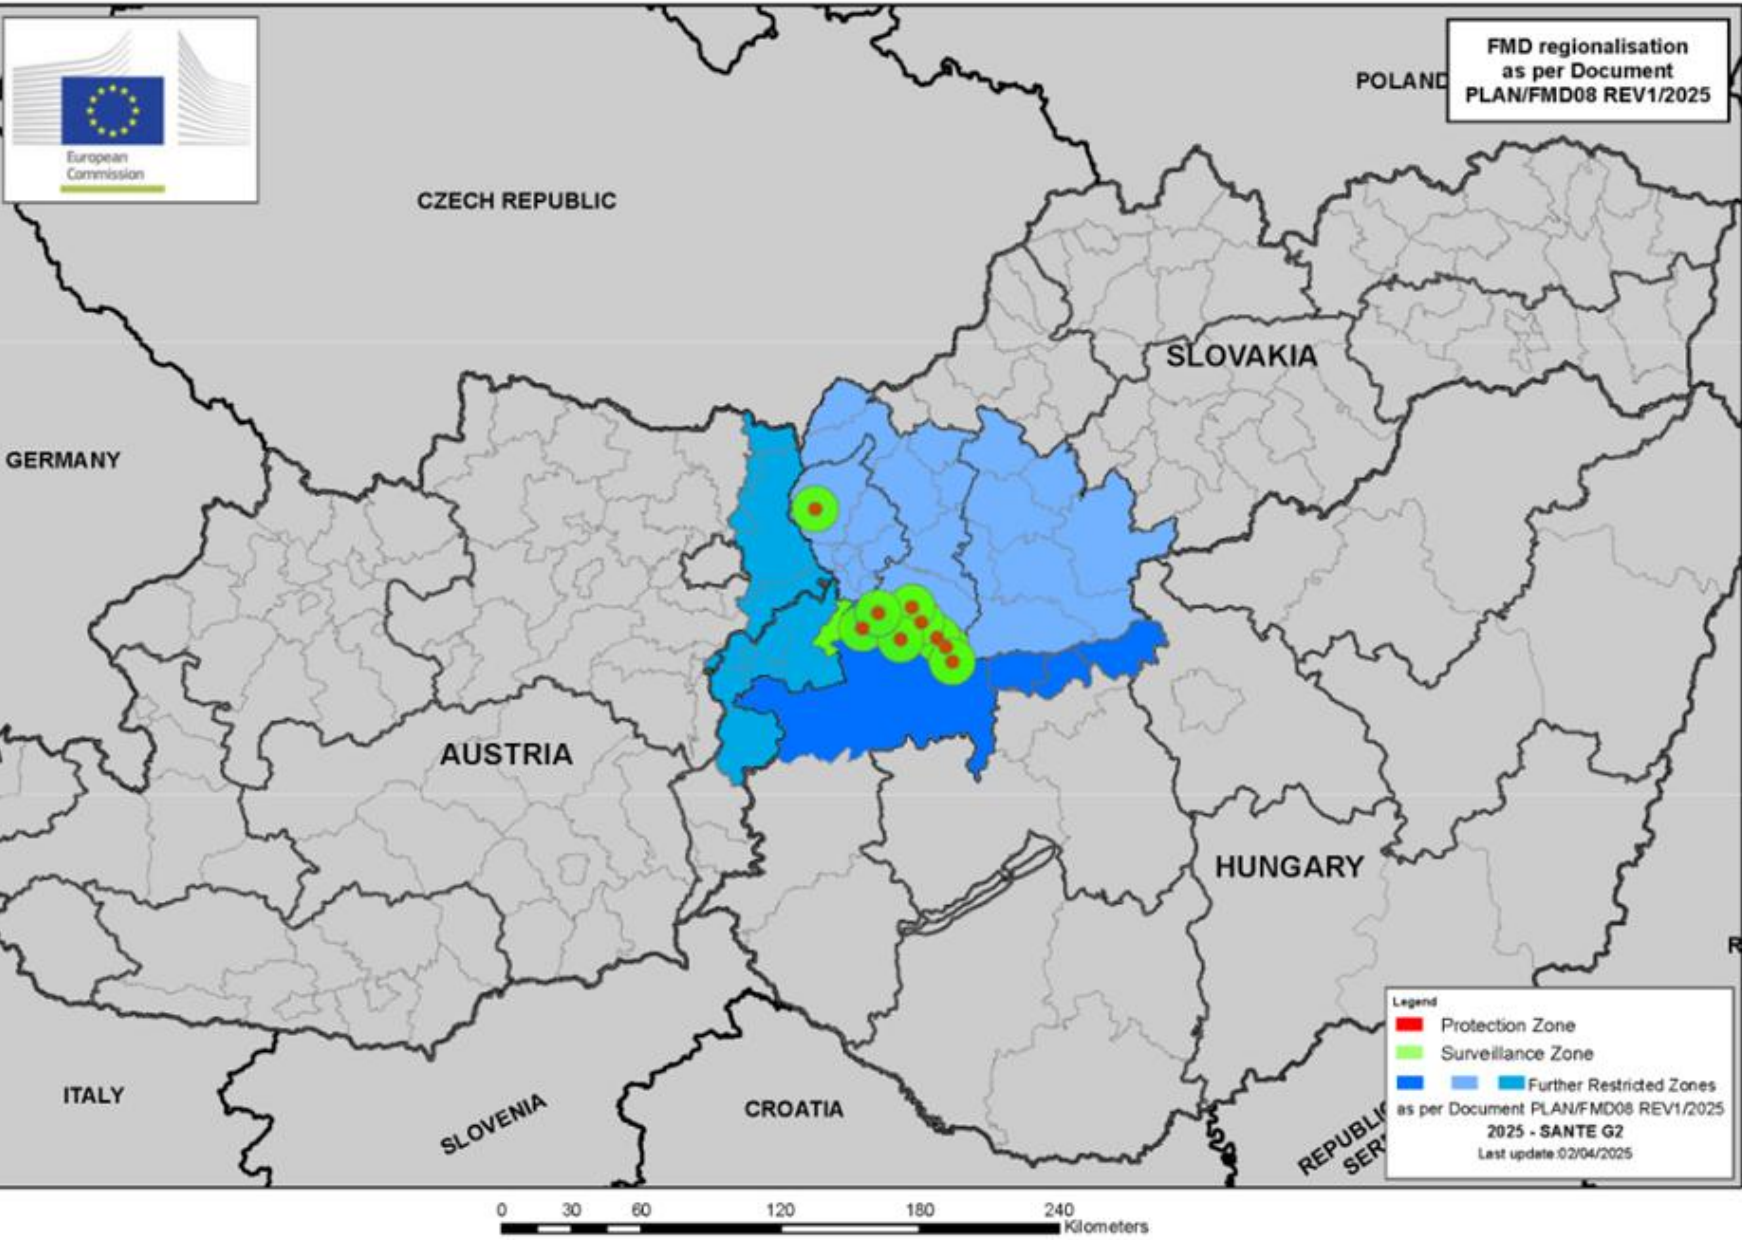 European
Commission
FMD regionalisation
as per Document
PLAN/FMD08 REV1/2025
POLAND
CZECH REPUBLIC
SLOVAKIA
GERMANY
AUSTRIA
HUNGARY
R
ITALY
SLOVENIA
CROATIA
REPUBLIC
SER
Legend
Protection Zone
Surveillance Zone
Further Restricted Zones
as per Document PLAN/FMD08 REV1/2025
2025 - SANTE G2
Last update:02/04/2025
0 30 60 120 180 240
Kilometers